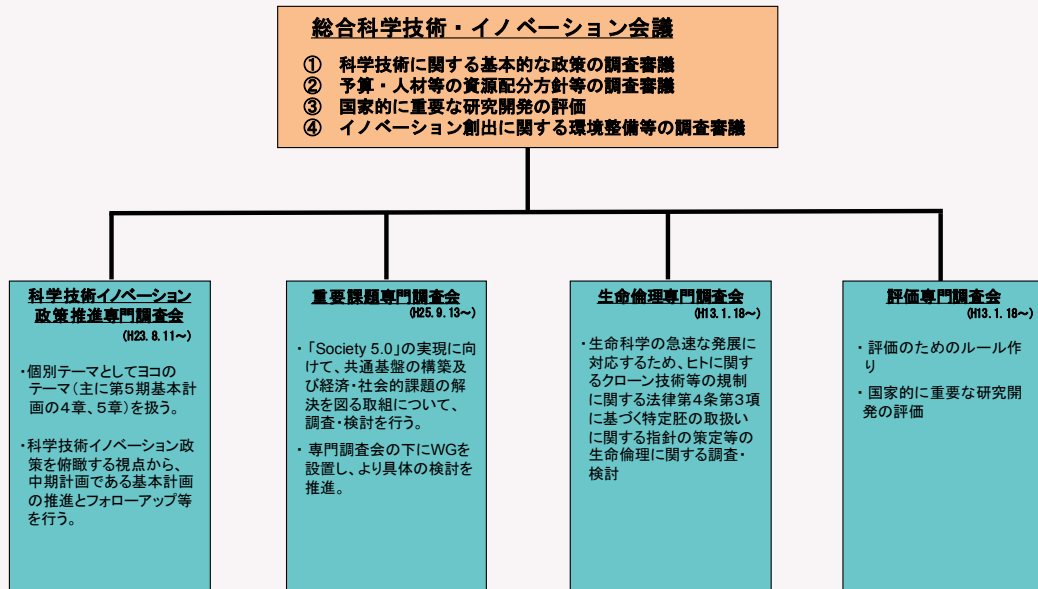 総合科学技術・イノベーション会議
① 科学技術に関する基本的な政策の調査審議
② 予算・人材等の資源配分方針等の調査審議
③ 国家的に重要な研究開発の評価
④ イノベーション創出に関する環境整備等の調査審議
科学技術イノベーション
政策推進専門調査会
(H23.8.11~)
・個別テーマとしてヨコの
テーマ(主に第5期基本計
画の4章、5章)を扱う。
・科学技術イノベーション政
策を俯瞰する視点から、
中期計画である基本計画
の推進とフォローアップ等
を行う。
重要課題専門調査会
(H25.9.13~)
・「Society 5.0」の実現に向
けて、共通基盤の構築及
び経済・社会的課題の解
決を図る取組について、
調査・検討を行う。
・専門調査会の下にWGを
設置し、より具体の検討を
推進。
生命倫理専門調査会
(H13.1.18~)
・生命科学の急速な発展に
対応するため、ヒトに関す
るクローン技術等の規制
に関する法律第4条第3項
に基づく特定胚の取扱い
に関する指針の策定等の
生命倫理に関する調査・
検討
評価専門調査会
(H13.1.18~)
・評価のためのルール作
り
・国家的に重要な研究開
発の評価